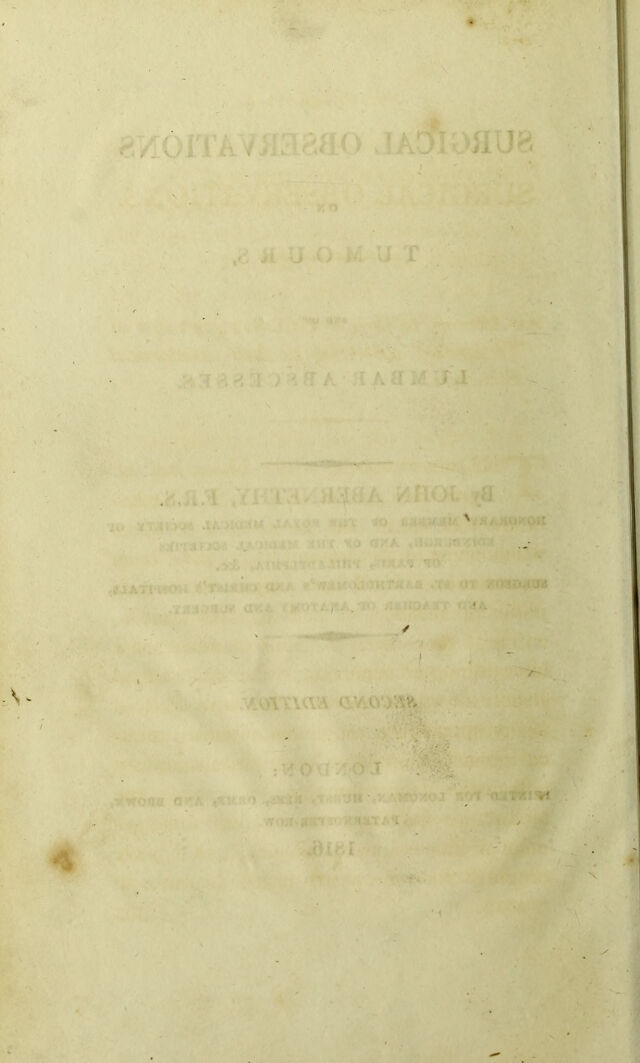 SURGICAL OBSERVATIONS
ON
TUMOURS,
AND ON
LUMBAR ABSCESSES.
By JOHN ABERNETHY, F.R.S.
HONORARY MEMBER OF THE ROYAL MEDICAL SOCIETY OF
EDINBURGH, AND OF THE MEDICAL SOCIETIES
OF PARIS, PHILADELPHIA, &c.
SURGEON TO ST. BARTHOLOMEW'S AND CHRIST'S HOSPITALS,
AND TEACHER OF ANATOMY AND SURGERY.
SECOND EDITION.
LONDON:
PRINTED FOR LONGMAN, HURST, REES, ORME, AND BROWN,
PATERNOSTER-ROW.
1816.